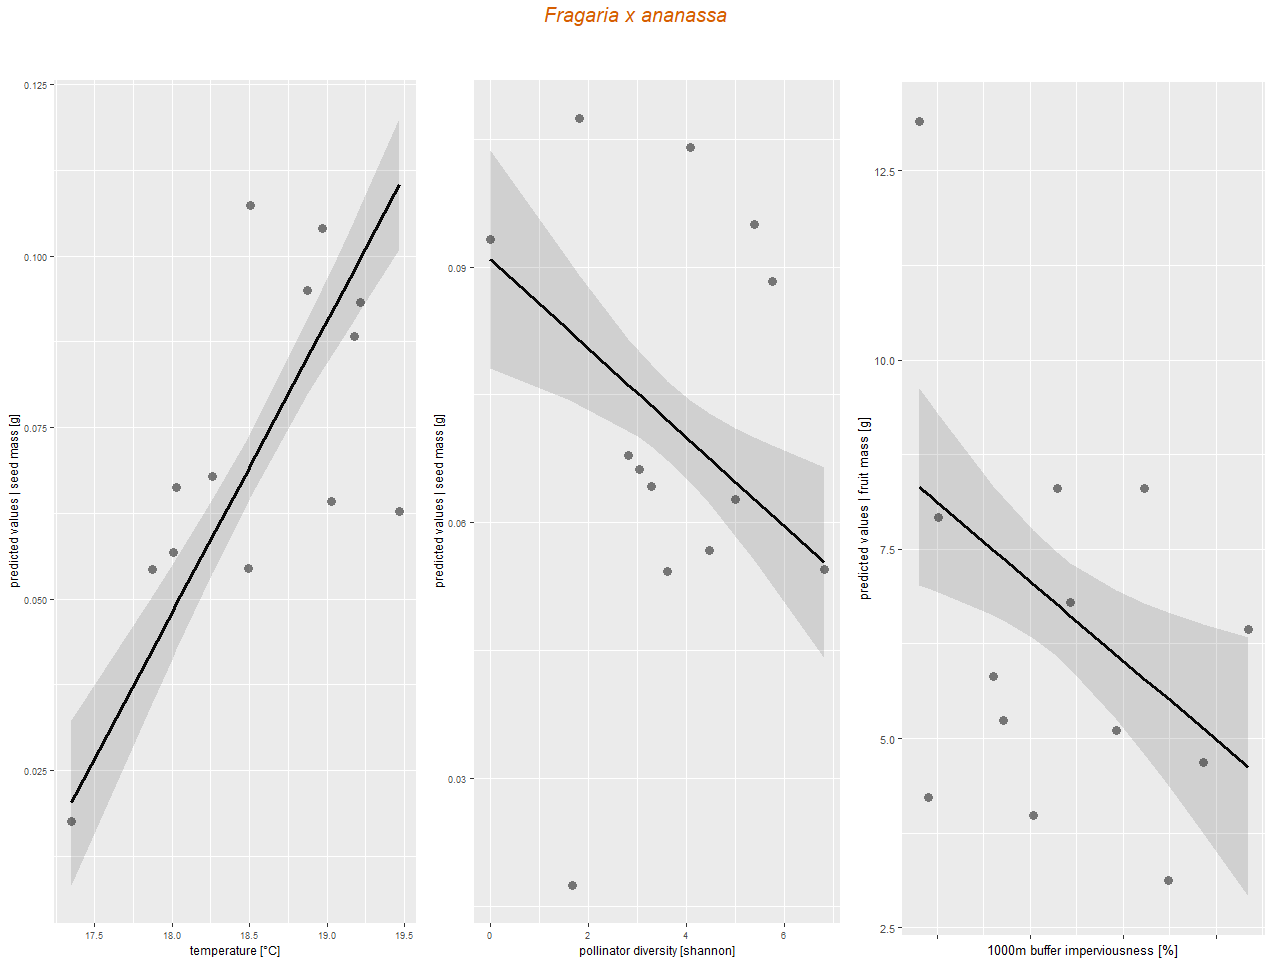 Fragaria x ananassa
predicted values | seed mass [g]
0.125
0.100
0.075
0.050
0.025
17.5 18.0 18.5 19.0 19.5
temperature [°C]
predicted values | seed mass [g]
0.09
0.06
0.03
0 2 4 6
pollinator diversity [shannon]
predicted values | fruit mass [g]
12.5
10.0
7.5
5.0
2.5
1000m buffer imperviousness [%]